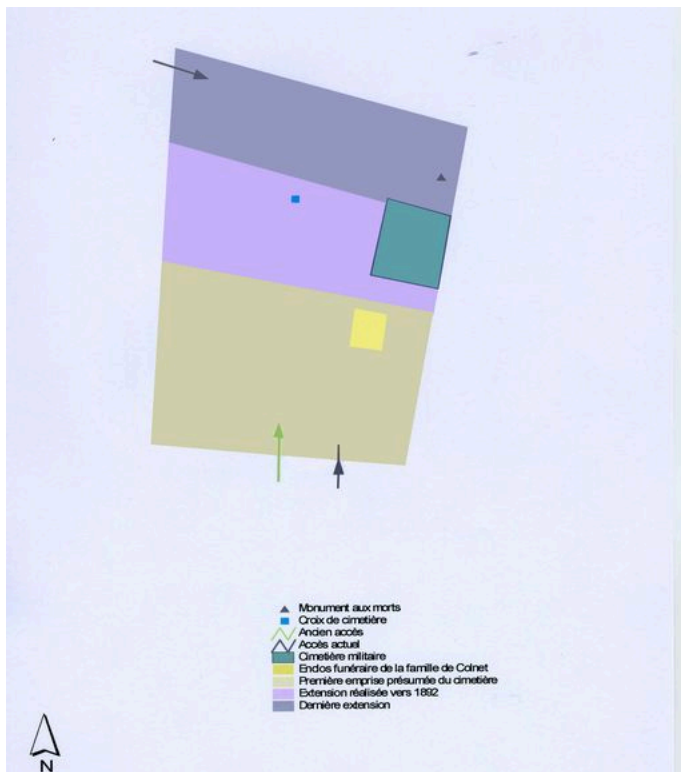 Monument aux morts
Croix de cimetière
Ancien accès
Accès actuel
Cimetière militaire
Enclos funéraire de la famille de Colnet
Première emprise présumée du cimetière
Extension réalisée vers 1892
Dernière extension
N